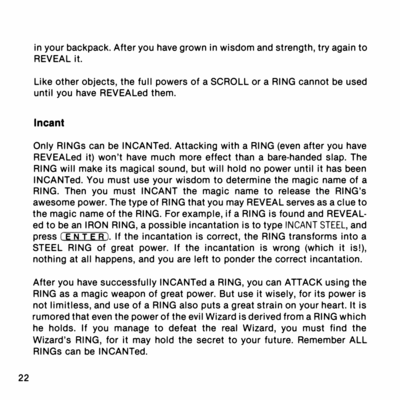 in your backpack. After you have grown in wisdom and strength, try again to
REVEAL it.
Like other objects, the full powers of a SCROLL or a RING cannot be used
until you have REVEALed them.
Incant
Only RINGs can be INCANTed. Attacking with a RING (even after you have
REVEALed it) won't have much more effect than a bare-handed slap. The
RING will make its magical sound, but will hold no power until it has been
INCANTed. You must use your wisdom to determine the magic name of a
RING. Then you must INCANT the magic name to release the RING's
awesome power. The type of RING that you may REVEAL serves as a clue to
the magic name of the RING. For example, if a RING is found and REVEAL-
ed to be an IRON RING, a possible incantation is to type INCANT STEEL, and
press ENTER. If the incantation is correct, the RING transforms into a
STEEL RING of great power. If the incantation is wrong (which it is!),
nothing at all happens, and you are left to ponder the correct incantation.
After you have successfully INCANTed a RING, you can ATTACK using the
RING as a magic weapon of great power. But use it wisely, for its power is
not limitless, and use of a RING also puts a great strain on your heart. It is
rumored that even the power of the evil Wizard is derived from a RING which
he holds. If you manage to defeat the real Wizard, you must find the
Wizard's RING, for it may hold the secret to your future. Remember ALL
RINGs can be INCANTed.
22